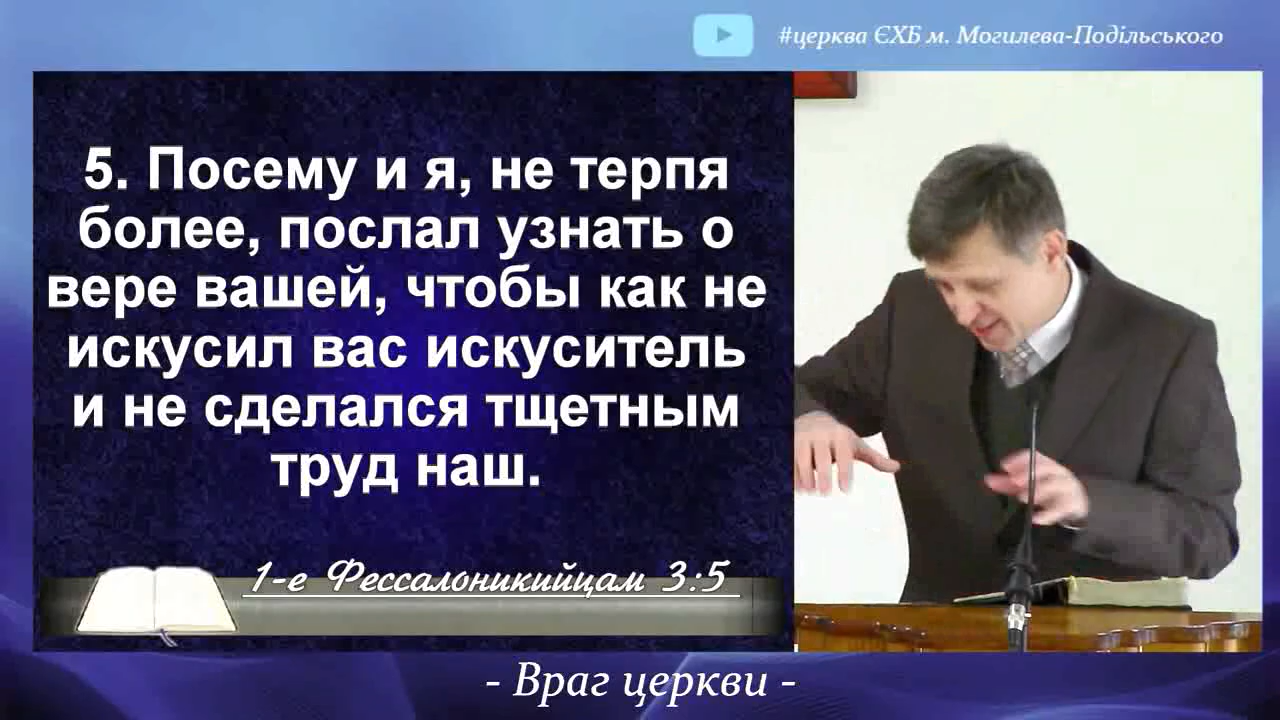 #церква ЄХБ м. Могилева-Подільського
5. Посему и я, не терпя
более, послал узнать о
вере вашей, чтобы как не
искусил вас искуситель
и не сделался тщетным
труд наш.
1-е Фессалоникийцам 3:5
- Враг церкви -